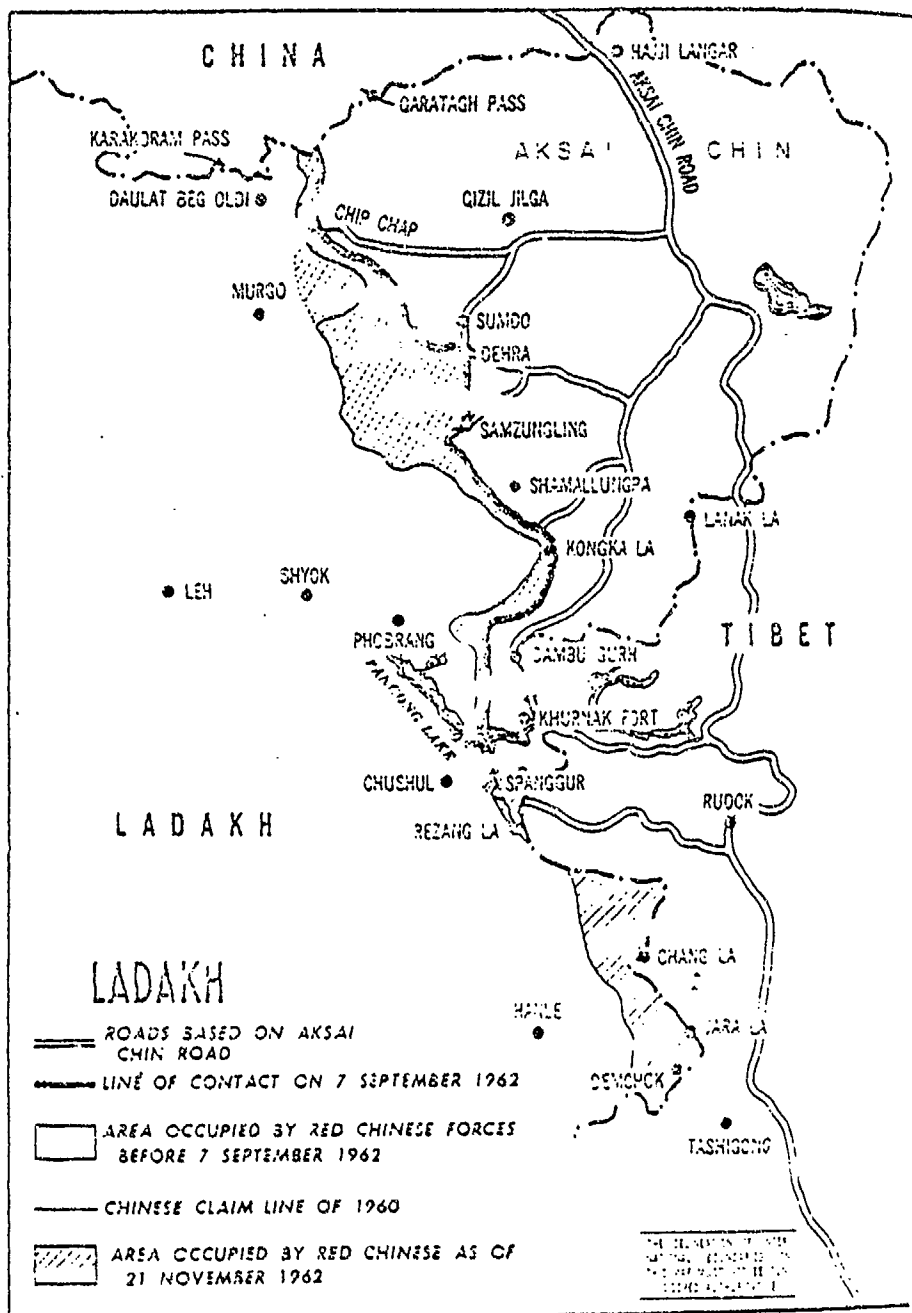 CHINA
HAJJI LANGAR
QARATAGH PASS
AKSAI CHIN ROAD
KARAKORAM PASS
AKSAI CHIN
DAULAT BEG OLDI
QIZIL JILGA
CHIP CHAP
MURGO
SUMDO
DEHRA
SAMZUNGLING
SHAMALLUNGPA
LANAK LA
KONGKA LA
LEH
SHYOK
PHOBRANG
TIBET
DAMBU GURH
PANGONG LAKE
KHURNAK FORT
CHUSHUL
SPANGGUR
RUDOK
LADAKH
REZANG LA
CHANG LA
LADAKH
HANLE
JARA LA
ROADS BASED ON AKSAI
CHIN ROAD
LINE OF CONTACT ON 7 SEPTEMBER 1962
DEMCHOK
AREA OCCUPIED BY RED CHINESE FORCES
BEFORE 7 SEPTEMBER 1962
TASHIGONG
CHINESE CLAIM LINE OF 1960
AREA OCCUPIED BY RED CHINESE AS OF
21 NOVEMBER 1962